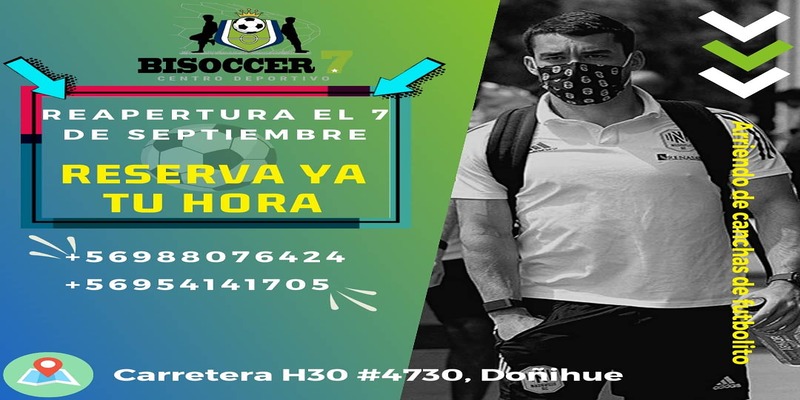 BISOCCER 7
CENTRO DEPORTIVO
REAPERTURA EL 7
DE SEPTIEMBRE
RESERVA YA
TU HORA
+56988076424
+56954141705
Carretera H30 #4730, Doñihue
Arriendo de canchas de futbolito